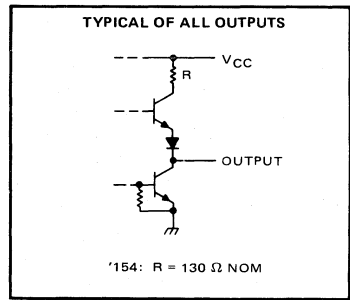 TYPICAL OF ALL OUTPUTS
VCC
R
OUTPUT
'154: R = 130 Ω NOM